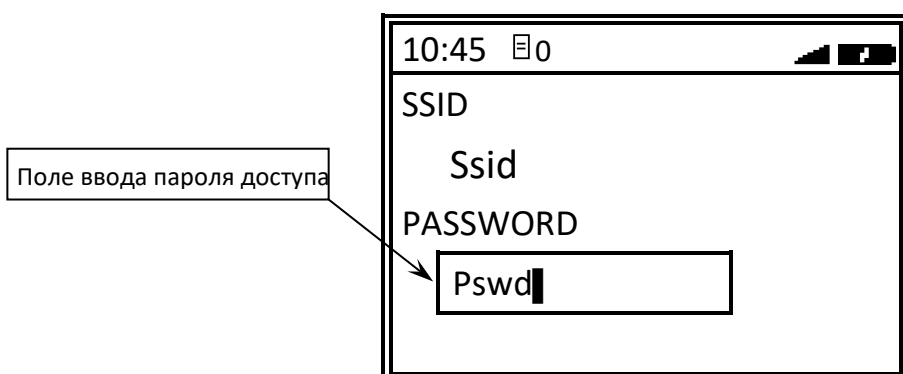 10:45 0
SSID
Ssid
Поле ввода пароля доступа
PASSWORD
Pswd